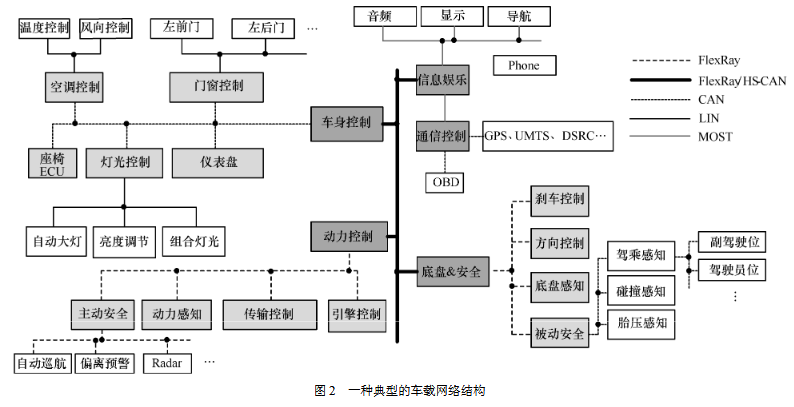 音频
显示
导航
温度控制
风向控制
左前门
左后门
…
Phone
空调控制
门窗控制
信息娱乐
车身控制
通信控制
GPS、UMTS、DSRC…
座椅
ECU
灯光控制
仪表盘
OBD
自动大灯
亮度调节
组合灯光
动力控制
底盘&安全
刹车控制
方向控制
底盘感知
被动安全
驾乘感知
碰撞感知
胎压感知
副驾驶位
驾驶员位
⋮
主动安全
动力感知
传输控制
引擎控制
自动巡航
偏离预警
Radar
…
FlexRay
FlexRay/HS-CAN
CAN
LIN
MOST
图 2 一种典型的车载网络结构